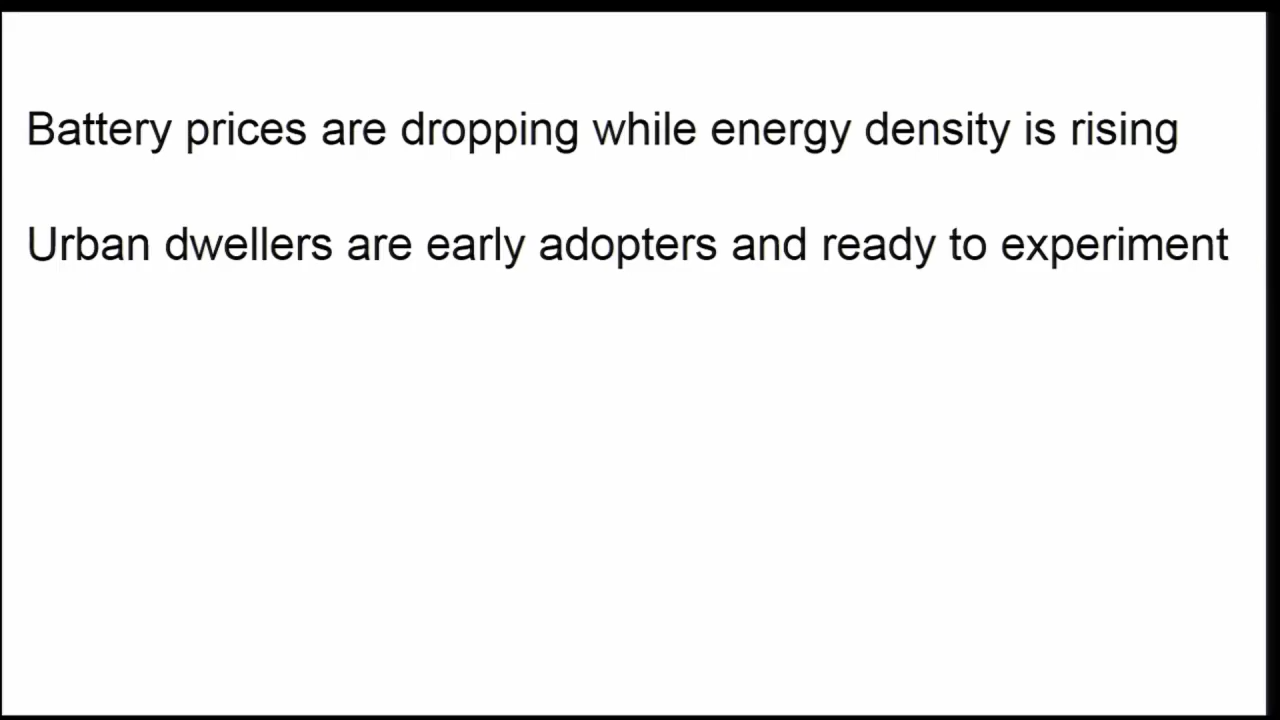 Battery prices are dropping while energy density is rising
Urban dwellers are early adopters and ready to experiment